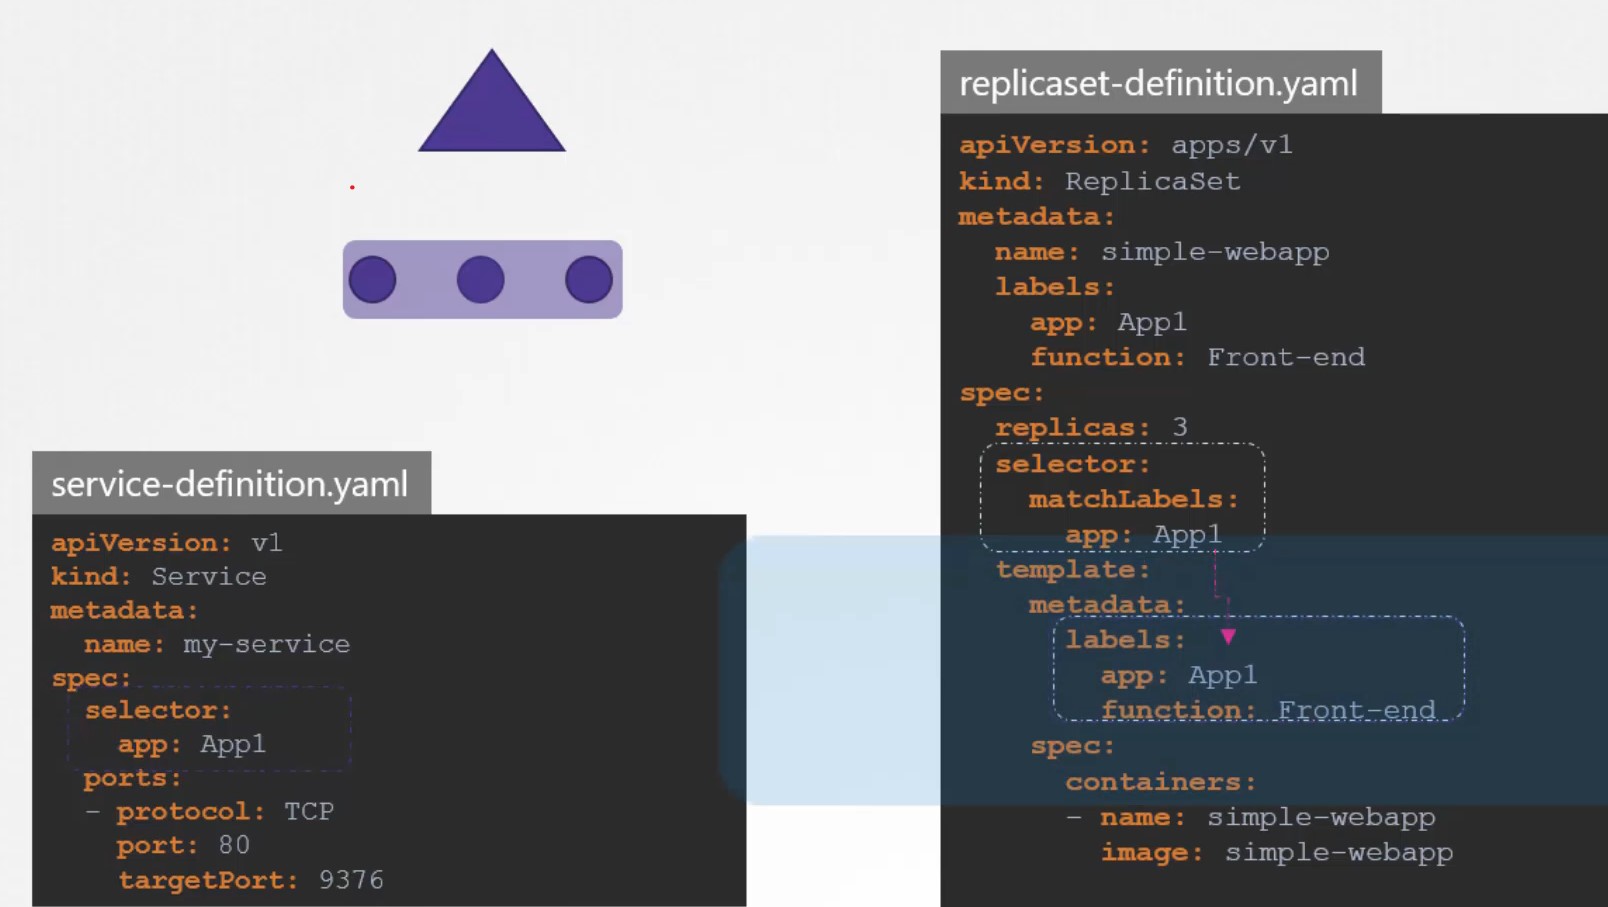 replicaset-definition.yaml
apiVersion: apps/v1
kind: ReplicaSet
metadata:
  name: simple-webapp
  labels:
    app: App1
    function: Front-end
spec:
  replicas: 3
  selector:
    matchLabels:
      app: App1
  template:
    metadata:
      labels:
        app: App1
        function: Front-end
    spec:
      containers:
      - name: simple-webapp
        image: simple-webapp
service-definition.yaml
apiVersion: v1
kind: Service
metadata:
  name: my-service
spec:
  selector:
    app: App1
  ports:
  - protocol: TCP
    port: 80
    targetPort: 9376